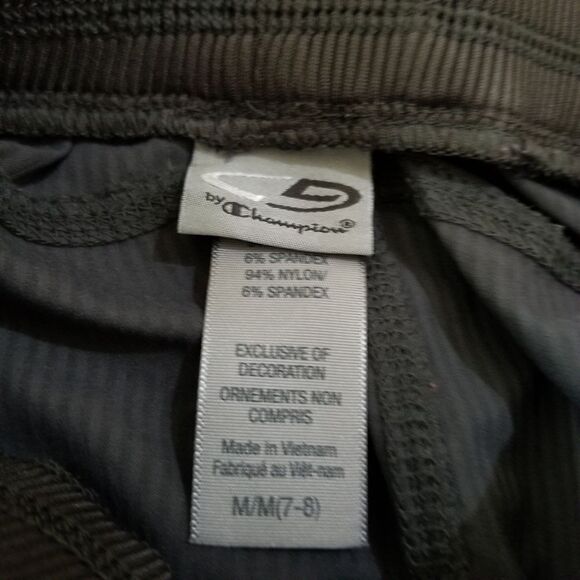 by Champion®
6% SPANDEX
94% NYLON/
6% SPANDEX
EXCLUSIVE OF
DECORATION
ORNEMENTS NON
COMPRIS
Made in Vietnam
Fabriqué au Viêt-nam
M/M(7-8)